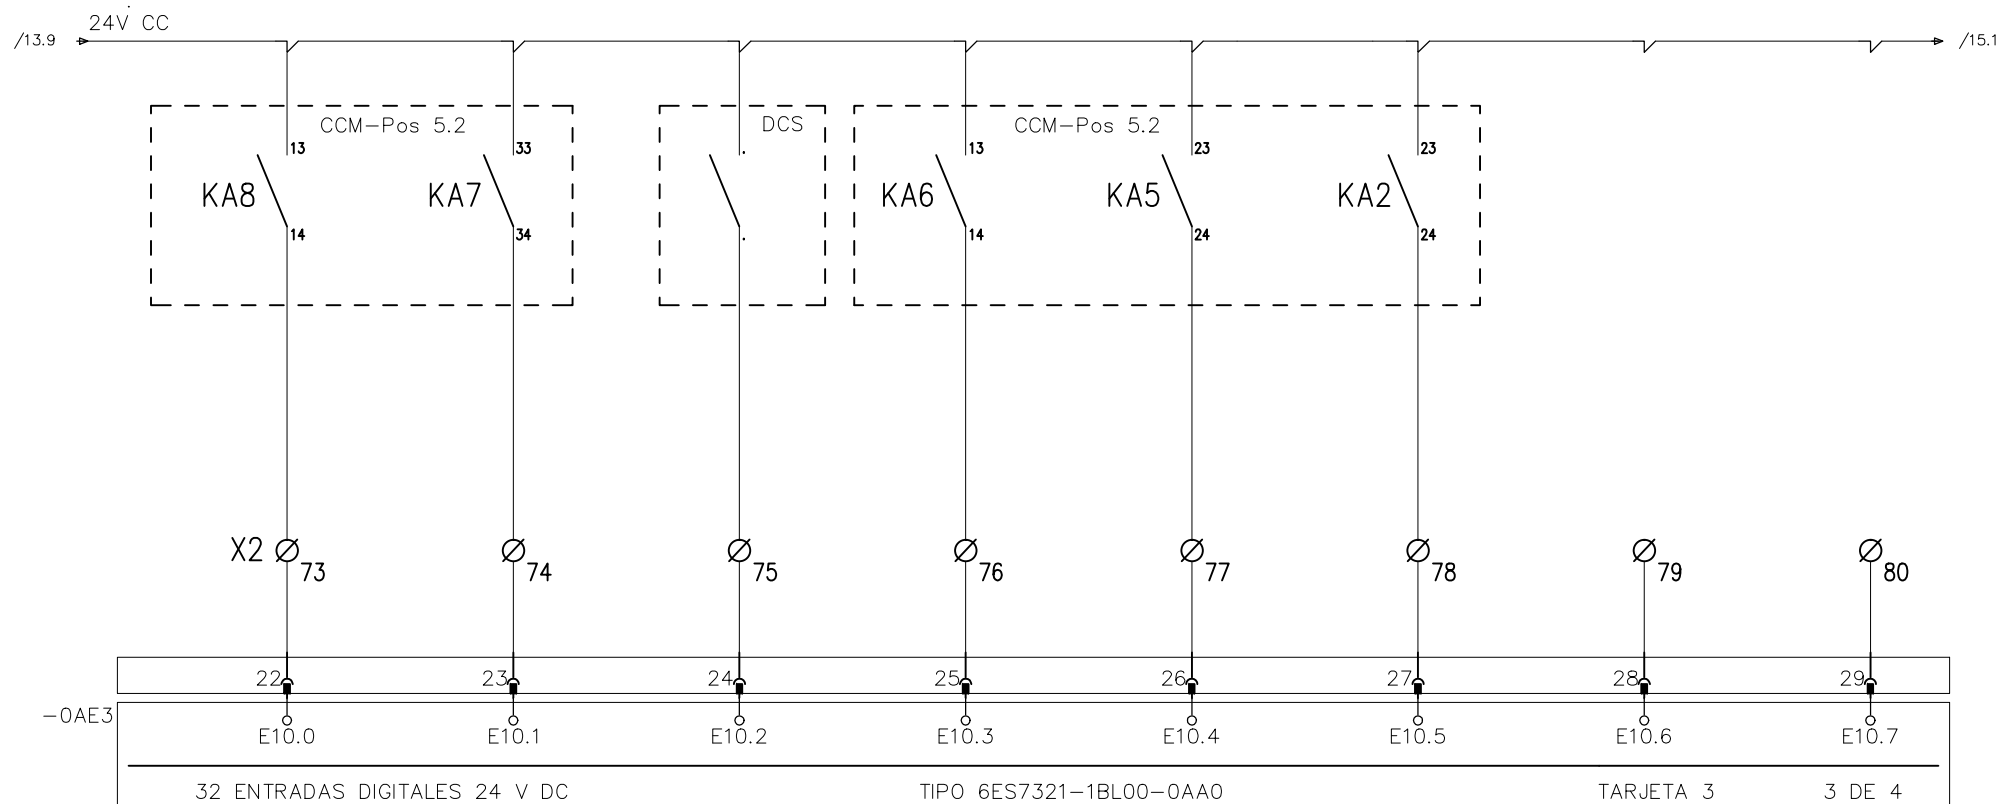 24V CC
/13.9 /15.1
CCM-Pos 5.2 DCS CCM-Pos 5.2
13 33 . 13 23 23
KA8 KA7 KA6 KA5 KA2
14 34 . 14 24 24
X2
73 74 75 76 77 78 79 80
22 23 24 25 26 27 28 29
-0AE3
E10.0 E10.1 E10.2 E10.3 E10.4 E10.5 E10.6 E10.7
32 ENTRADAS DIGITALES 24 V DC TIPO 6ES7321-1BL00-0AA0 TARJETA 3 3 DE 4